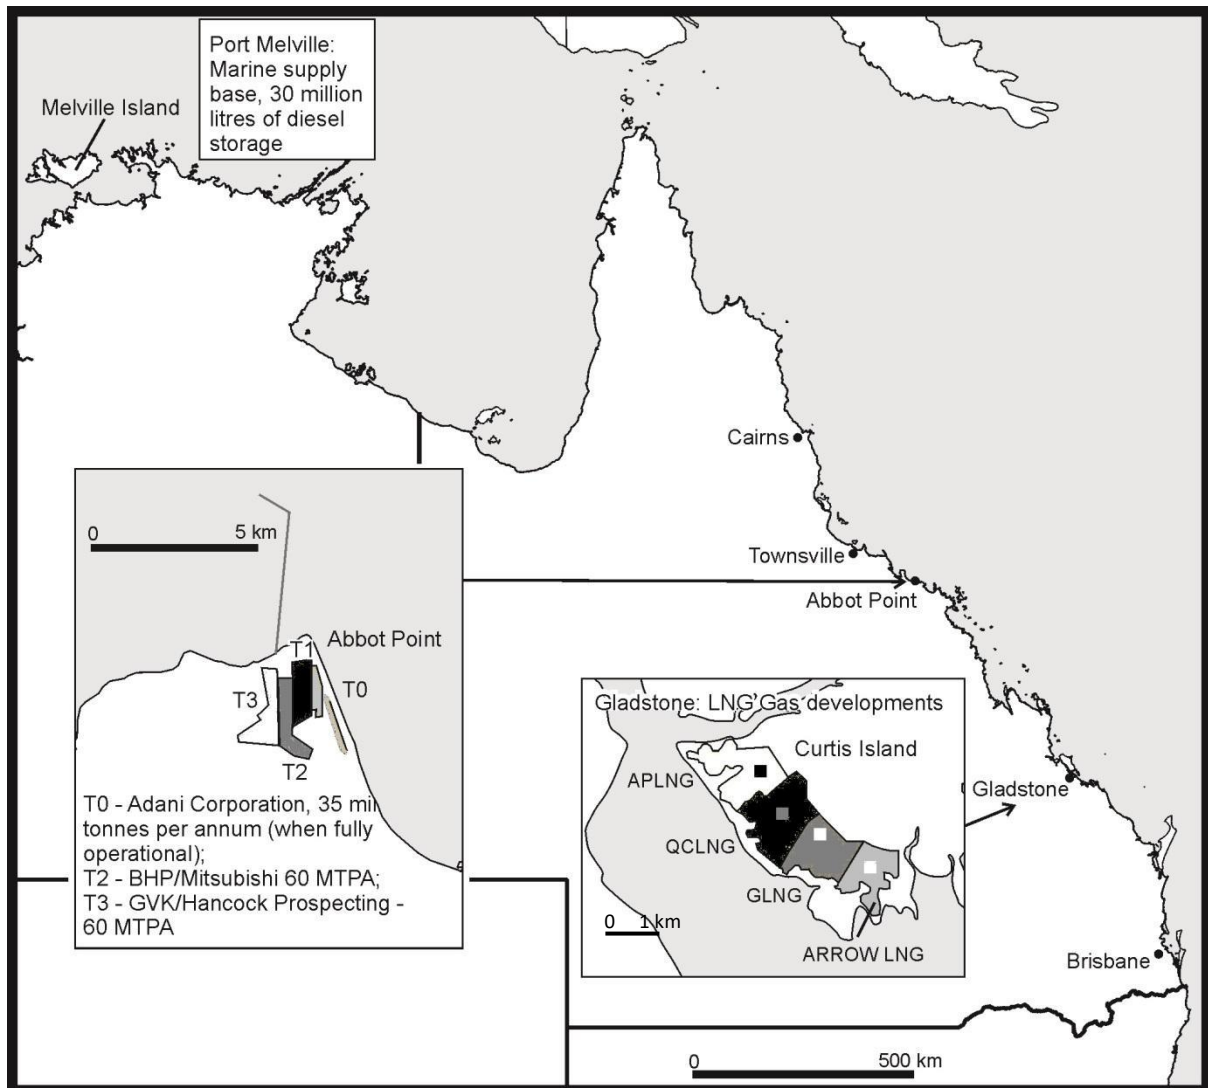 Port Melville:
Marine supply
base, 30 million
litres of diesel
storage
Melville Island
Cairns
Townsville
Abbot Point
0 5 km
Abbot Point
T1
T3
T0
T2
T0 - Adani Corporation, 35 mil
tonnes per annum (when fully
operational);
T2 - BHP/Mitsubishi 60 MTPA;
T3 - GVK/Hancock Prospecting -
60 MTPA
Gladstone: LNG Gas developments
Curtis Island
APLNG
QCLNG
GLNG
0 1 km
ARROW LNG
Gladstone
Brisbane
0 500 km